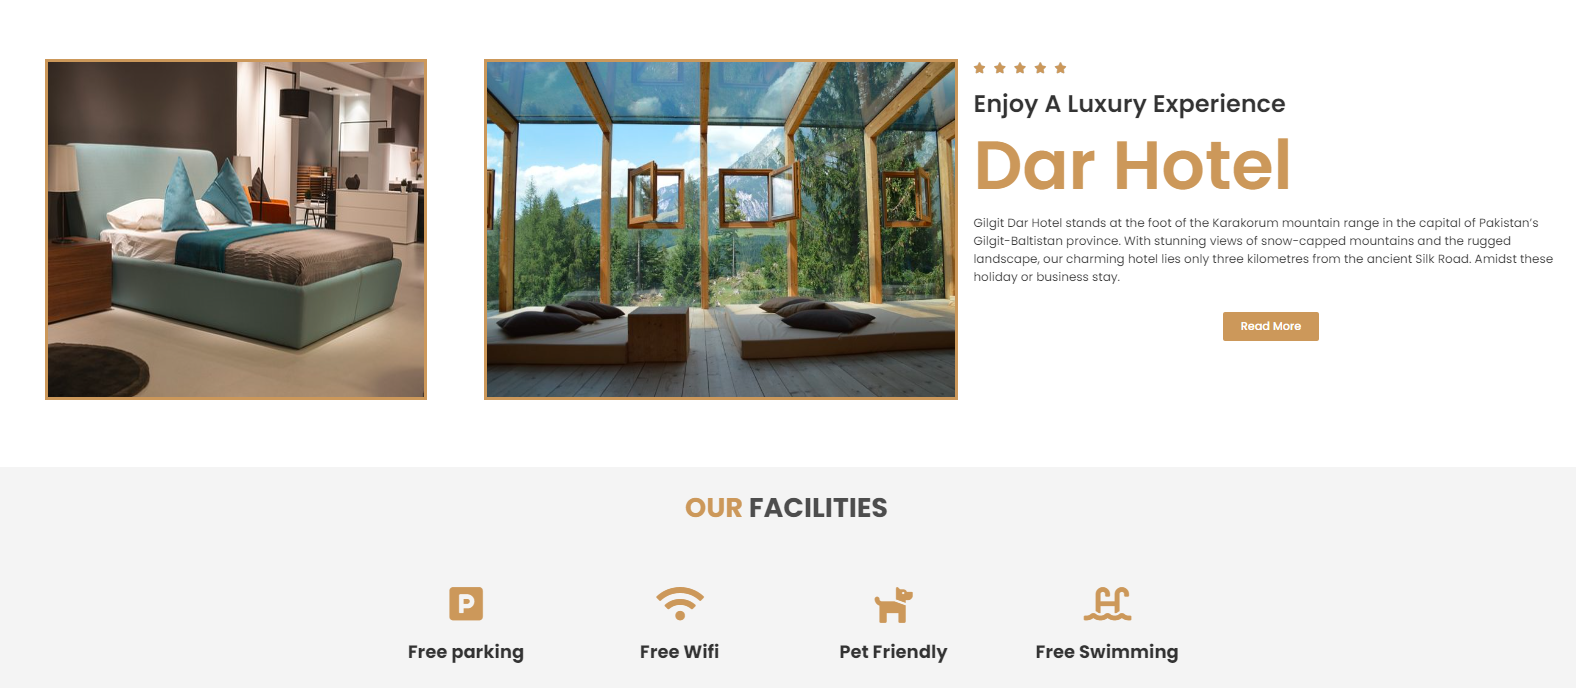 Enjoy A Luxury Experience
Dar Hotel
Gilgit Dar Hotel stands at the foot of the Karakorum mountain range in the capital of Pakistan’s
Gilgit-Baltistan province. With stunning views of snow-capped mountains and the rugged
landscape, our charming hotel lies only three kilometres from the ancient Silk Road. Amidst these
holiday or business stay.
Read More
OUR FACILITIES
P
Free parking
Free Wifi
Pet Friendly
Free Swimming